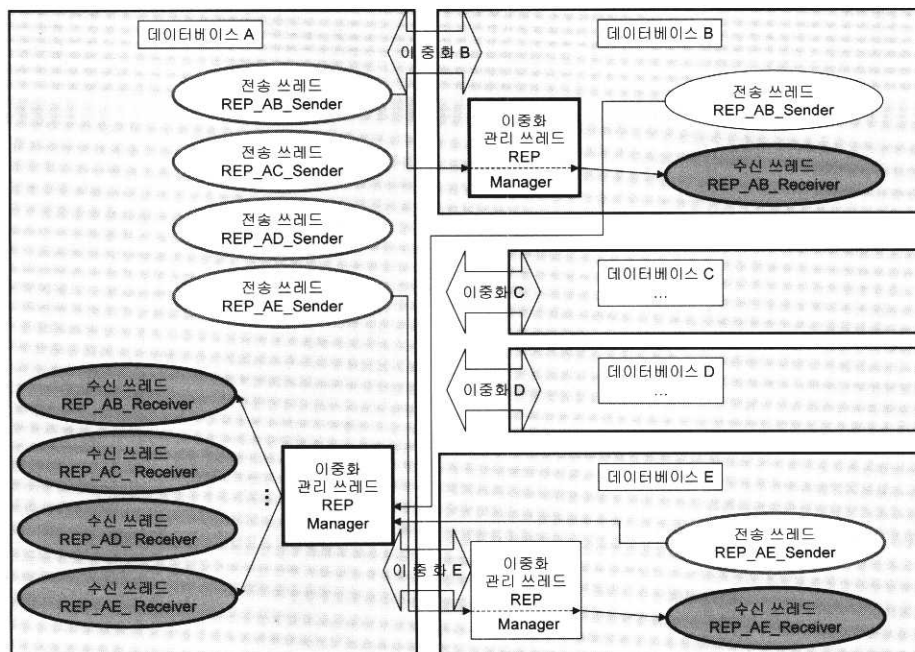 데이터베이스 A
전송 쓰레드
REP_AB_Sender
전송 쓰레드
REP_AC_Sender
전송 쓰레드
REP_AD_Sender
전송 쓰레드
REP_AE_Sender
수신 쓰레드
REP_AB_Receiver
수신 쓰레드
REP_AC_ Receiver
수신 쓰레드
REP_AD_ Receiver
수신 쓰레드
REP_AE_ Receiver
⋮
이중화
관리 쓰레드
REP
Manager
이 중화 B
데이터베이스 B
이중화
관리 쓰레드
REP
Manager
전송 쓰레드
REP_AB_Sender
수신 쓰레드
REP_AB_Receiver
이중화 C
데이터베이스 C
...
이중화
D
데이터베이스 D
...
이 중화 E
데이터베이스 E
이중화
관리 쓰레드
REP
Manager
전송 쓰레드
REP_AE_Sender
수신 쓰레드
REP_AE_Receiver